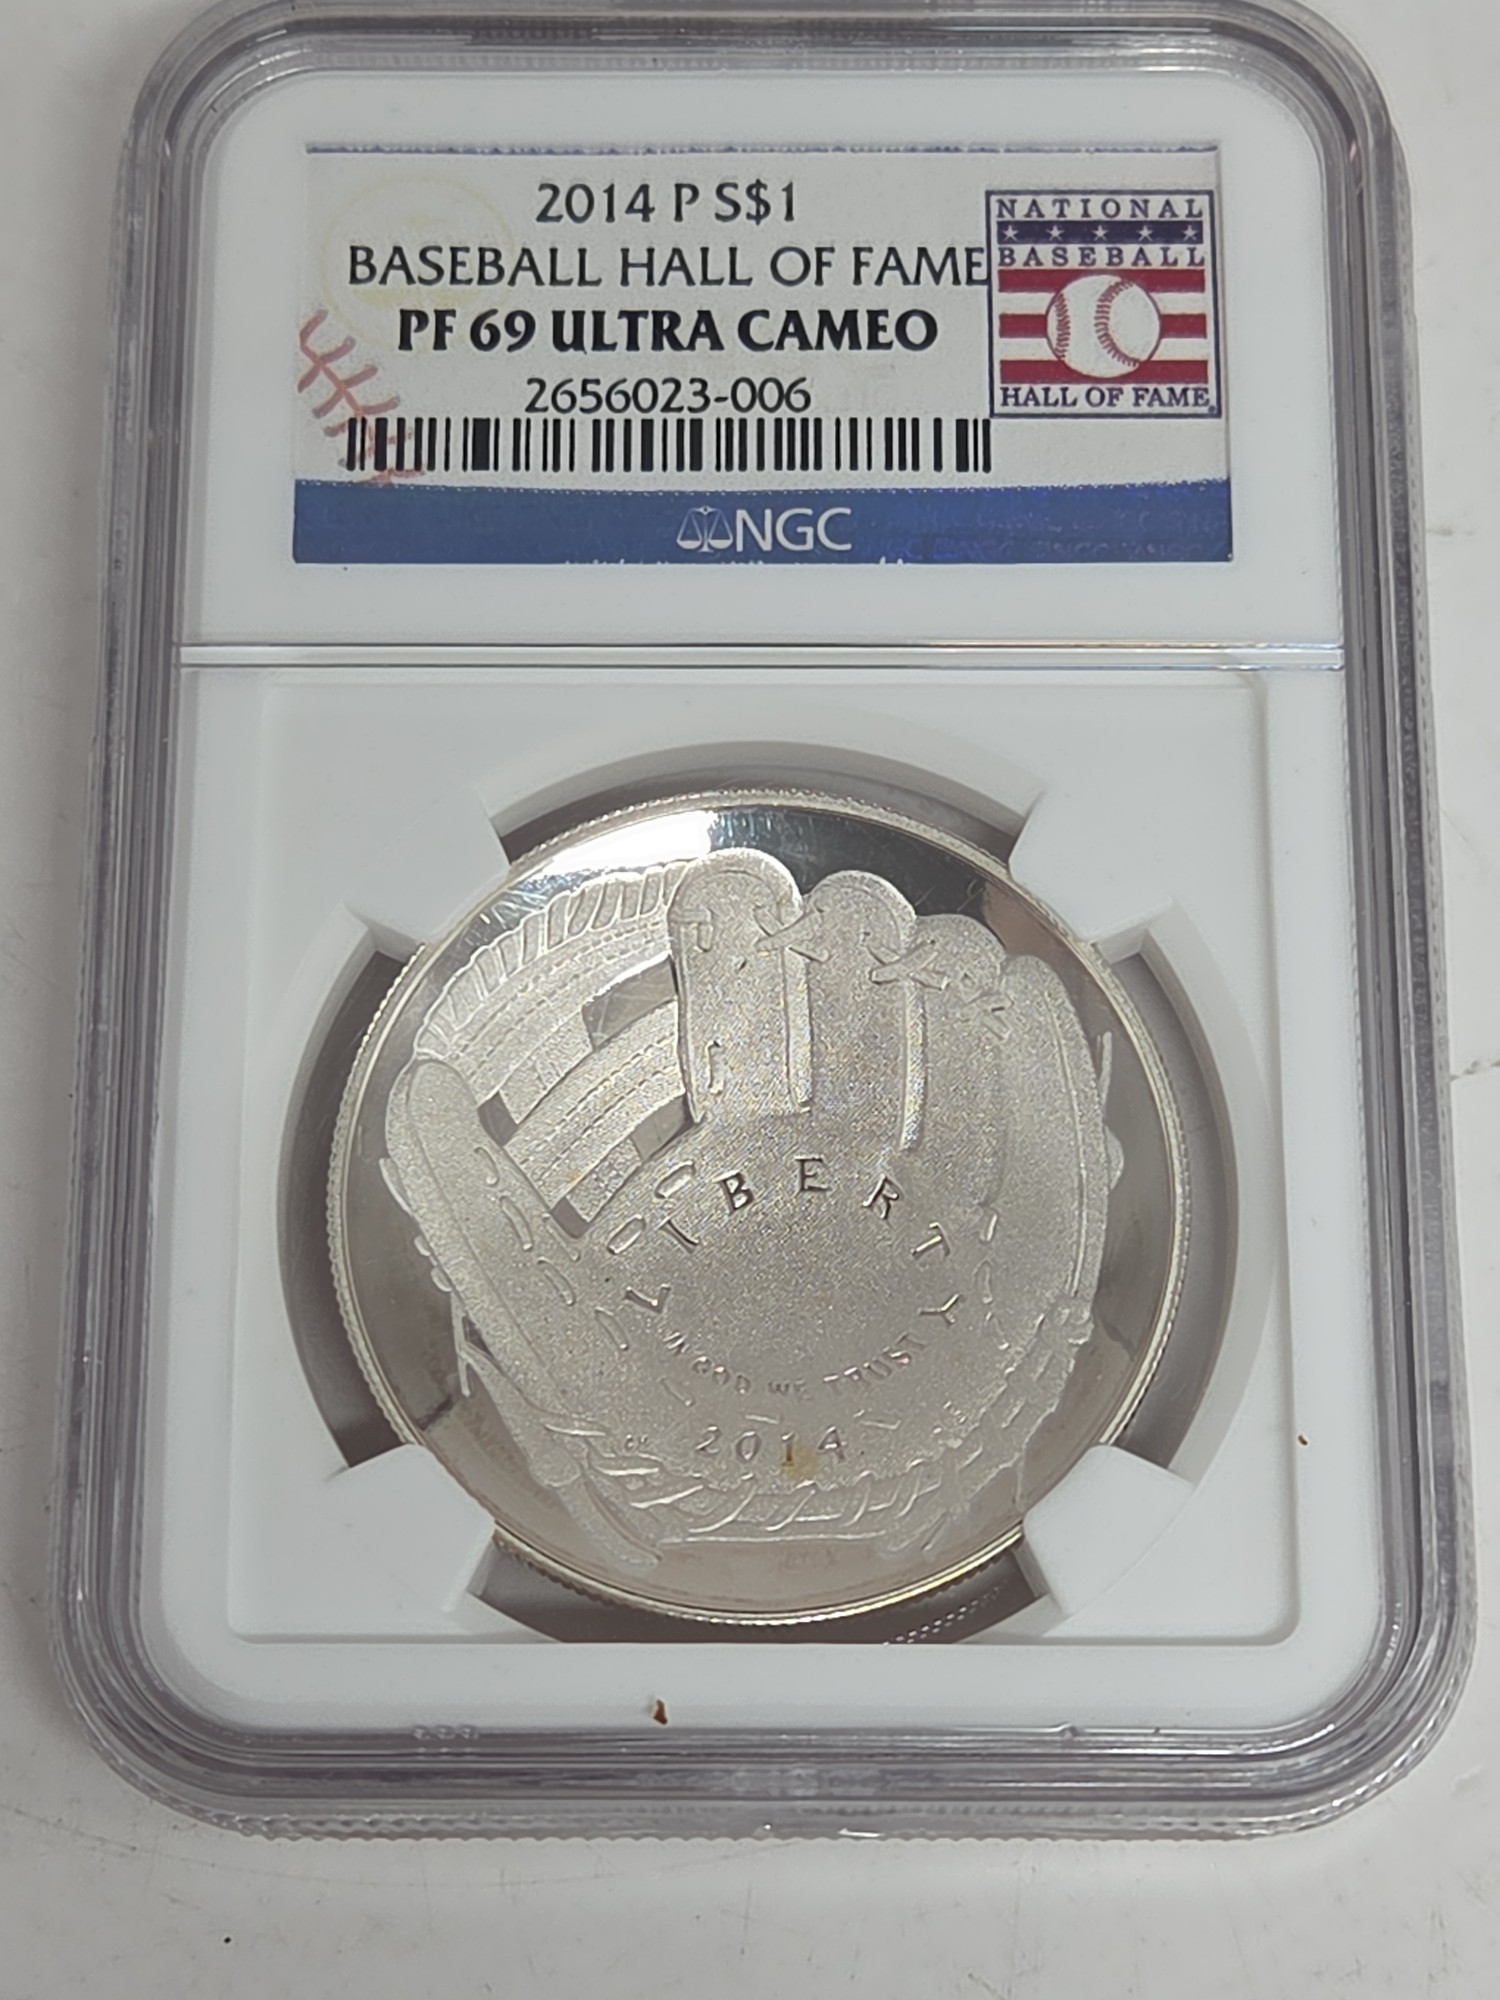 2014 P S$1
BASEBALL HALL OF FAME
PF 69 ULTRA CAMEO
2656023-006
NATIONAL
BASEBALL
HALL OF FAME
NGC
LIBERTY
IN GOD WE TRUST
2014